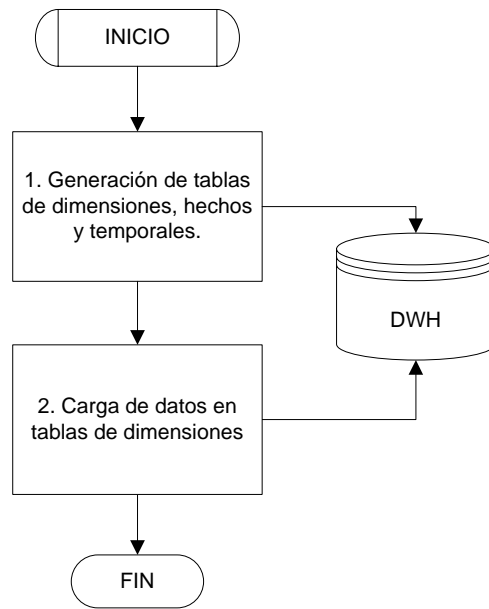 INICIO
1. Generación de tablas
de dimensiones, hechos
y temporales.
DWH
2. Carga de datos en
tablas de dimensiones
FIN